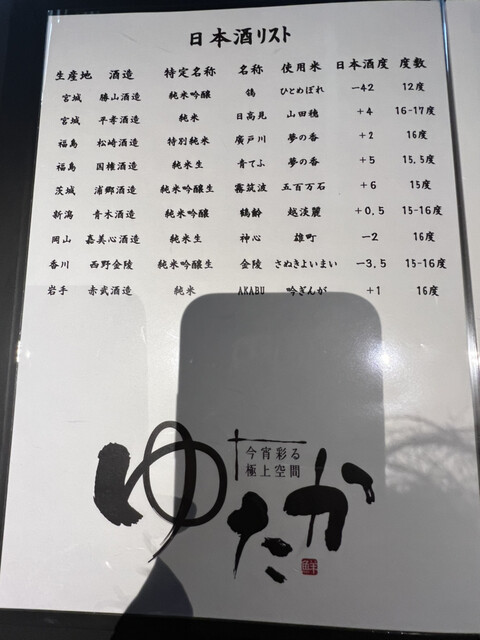 日本酒リスト
生産地 酒造 特定名称 名称 使用米 日本酒度 度数
宮城 勝山酒造 純米吟醸 鴒 ひとめぼれ -42 12度
宮城 平孝酒造 純米 日高見 山田穂 +4 16-17度
福島 松崎酒造 特別純米 廣戸川 夢の香 +2 16度
福島 国権酒造 純米生 青てふ 夢の香 +5 15.5度
茨城 浦郷酒造 純米吟醸生 霧筑波 五百万石 +6 15度
新潟 青木酒造 純米吟醸 鶴齢 越淡麗 +0.5 15-16度
岡山 嘉美心酒造 純米生 神心 雄町 -2 16度
香川 西野金陵 純米吟醸生 金陵 さぬきよいまい -3.5 15-16度
岩手 赤武酒造 純米 AKABU 吟ぎんが +1 16度
今宵彩る
極上空間
ゆたか
鮮